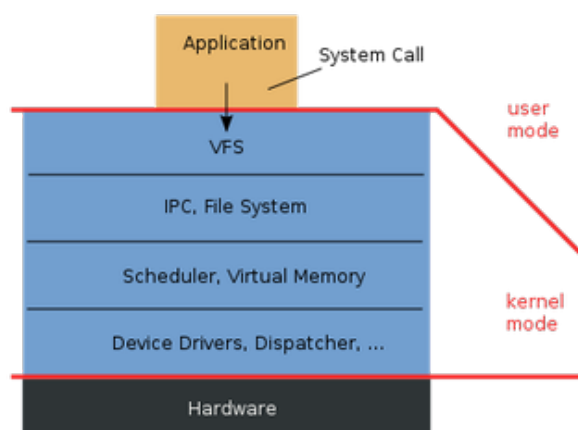 Application
System Call
user
mode
VFS
IPC, File System
Scheduler, Virtual Memory
kernel
mode
Device Drivers, Dispatcher, ...
Hardware